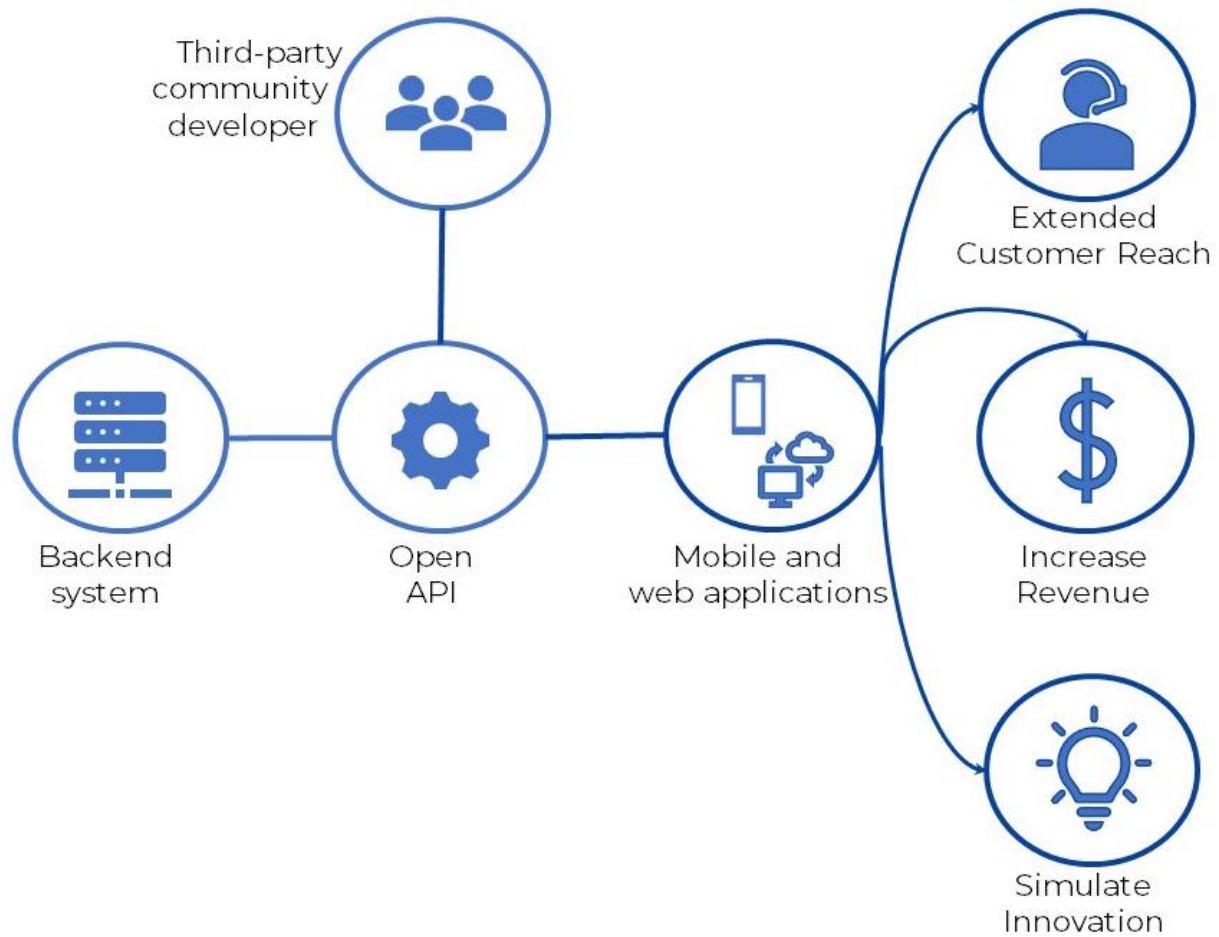 Third-party
community
developer
Extended
Customer Reach
Backend
system
Open
API
Mobile and
web applications
Increase
Revenue
Simulate
Innovation